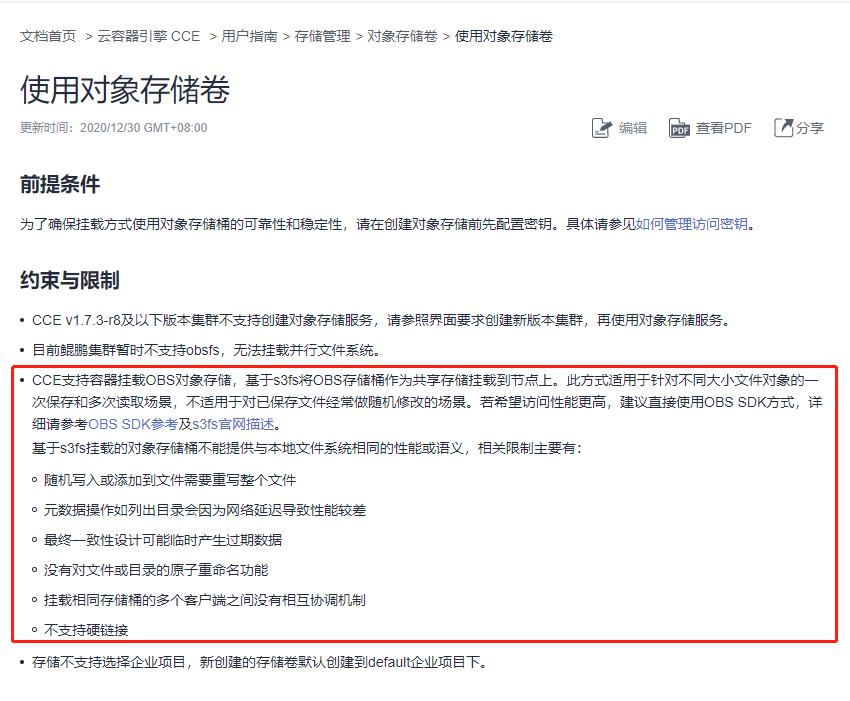 文档首页 > 云容器引擎 CCE > 用户指南 > 存储管理 > 对象存储卷 > 使用对象存储卷
使用对象存储卷
更新时间：2020/12/30 GMT+08:00
编辑 PDF 查看PDF 分享
前提条件
为了确保挂载方式使用对象存储桶的可靠性和稳定性，请在创建对象存储前先配置密钥。具体请参见如何管理访问密钥。
约束与限制
• CCE v1.7.3-r8及以下版本集群不支持创建对象存储服务，请参照界面要求创建新版本集群，再使用对象存储服务。
• 目前鲲鹏集群暂时不支持obsfs，无法挂载并行文件系统。
• CCE支持容器挂载OBS对象存储，基于s3fs将OBS存储桶作为共享存储挂载到节点上。此方式适用于针对不同大小文件对象的一
次保存和多次读取场景，不适用于对已保存文件经常做随机修改的场景。若希望访问性能更高，建议直接使用OBS SDK方式，详
细请参考OBS SDK参考及s3fs官网描述。
基于s3fs挂载的对象存储桶不能提供与本地文件系统相同的性能或语义，相关限制主要有：
随机写入或添加到文件需要重写整个文件
元数据操作如列出目录会因为网络延迟导致性能较差
最终一致性设计可能临时产生过期数据
没有对文件或目录的原子重命名功能
挂载相同存储桶的多个客户端之间没有相互协调机制
不支持硬链接
• 存储不支持选择企业项目，新创建的存储卷默认创建到default企业项目下。